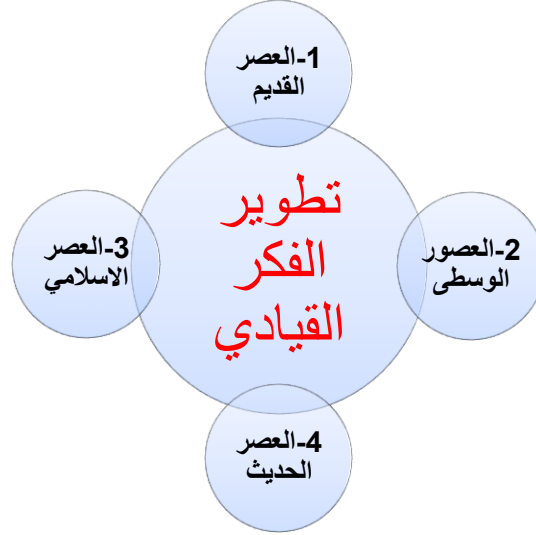 1-العصر
القديم
تطوير
الفكر
القيادي
2-العصور
الوسطى
3-العصر
الاسلامي
4-العصر
الحديث